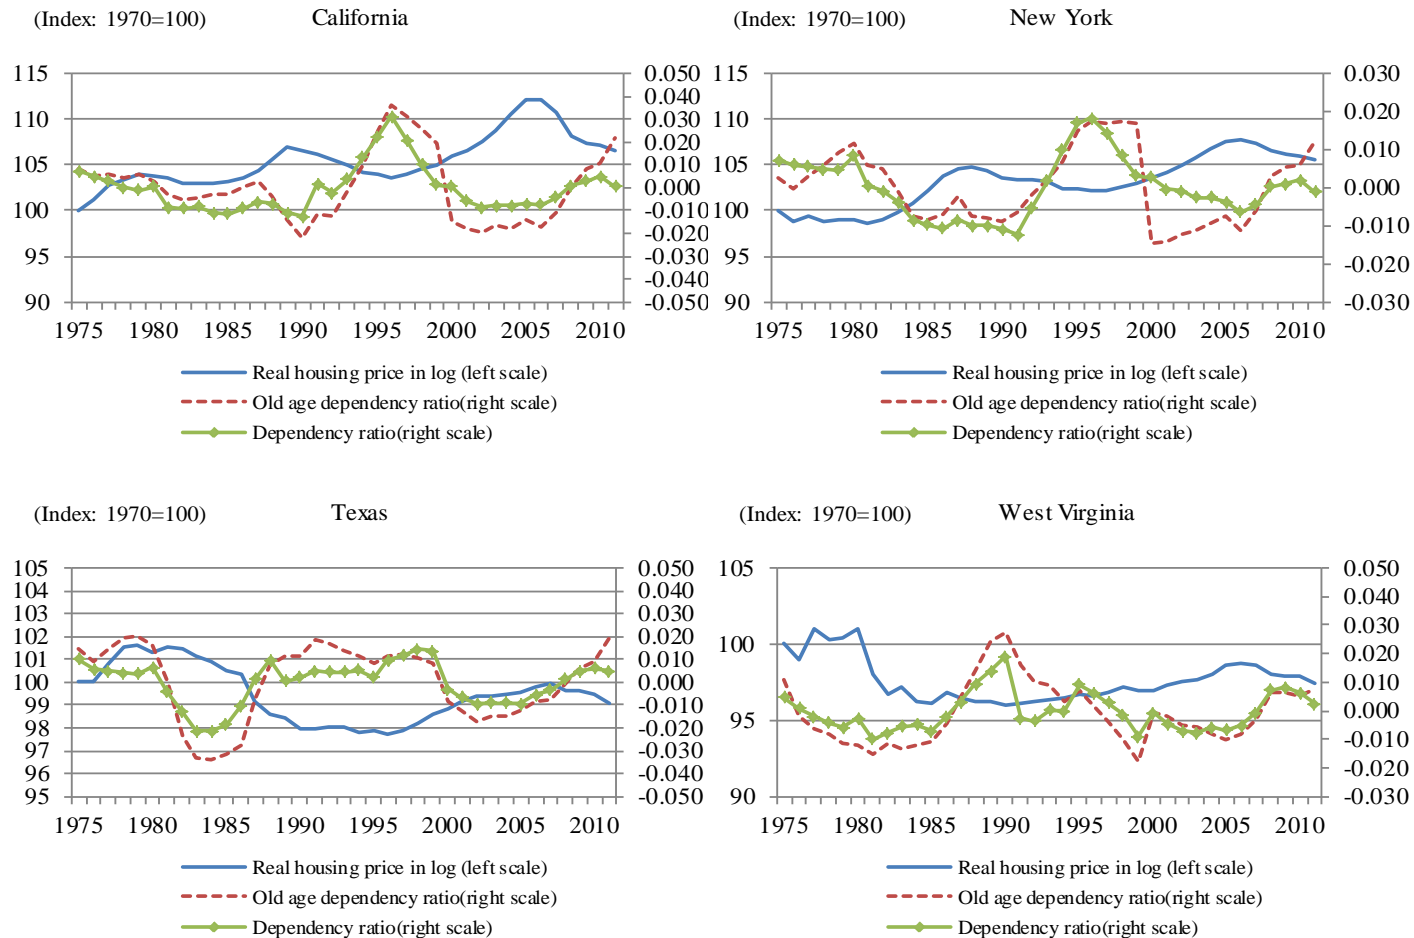 (Index: 1970=100) California
115 0.050
0.040
110 0.030
0.020
105 0.010
0.000
100 -0.010
-0.020
95 -0.030
-0.040
90 -0.050
1975 1980 1985 1990 1995 2000 2005 2010
Real housing price in log (left scale)
Old age dependency ratio(right scale)
Dependency ratio(right scale)
(Index: 1970=100) New York
115 0.030
110 0.020
0.010
105
0.000
100
-0.010
95 -0.020
90 -0.030
1975 1980 1985 1990 1995 2000 2005 2010
Real housing price in log (left scale)
Old age dependency ratio(right scale)
Dependency ratio(right scale)
(Index: 1970=100) Texas
105 0.050
104 0.040
103 0.030
102 0.020
101 0.010
100 0.000
99 -0.010
98 -0.020
97 -0.030
96 -0.040
95 -0.050
1975 1980 1985 1990 1995 2000 2005 2010
Real housing price in log (left scale)
Old age dependency ratio(right scale)
Dependency ratio(right scale)
(Index: 1970=100) West Virginia
105 0.050
0.040
0.030
100 0.020
0.010
0.000
95 -0.010
-0.020
90 -0.030
1975 1980 1985 1990 1995 2000 2005 2010
Real housing price in log (left scale)
Old age dependency ratio(right scale)
Dependency ratio(right scale)